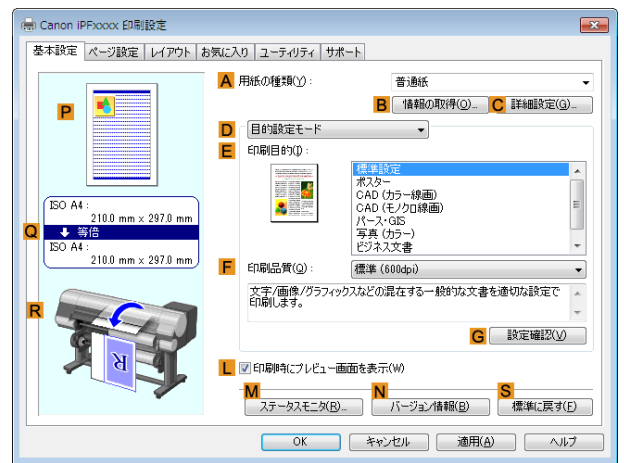 Canon iPFxxxx 印刷設定
基本設定 ページ設定 レイアウト お気に入り ユーティリティ サポート
A 用紙の種類(Y): 普通紙
B 情報の取得(O)... C 詳細設定(G)...
P
D 目的設定モード
E 印刷目的(I):
標準設定
ポスター
CAD (カラー線画)
CAD (モノクロ線画)
パース・GIS
写真 (カラー)
ビジネス文書
ISO A4 :
210.0 mm x 297.0 mm
Q 等倍
ISO A4 :
210.0 mm x 297.0 mm
F 印刷品質(Q): 標準 (600dpi)
文字/画像/グラフィックスなどの混在する一般的な文書を適切な設定で
印刷します。
R
R
G 設定確認(V)
L 印刷時にプレビュー画面を表示(W)
M N S
ステータスモニタ(R)... バージョン情報(B) 標準に戻す(F)
OK キャンセル 適用(A) ヘルプ